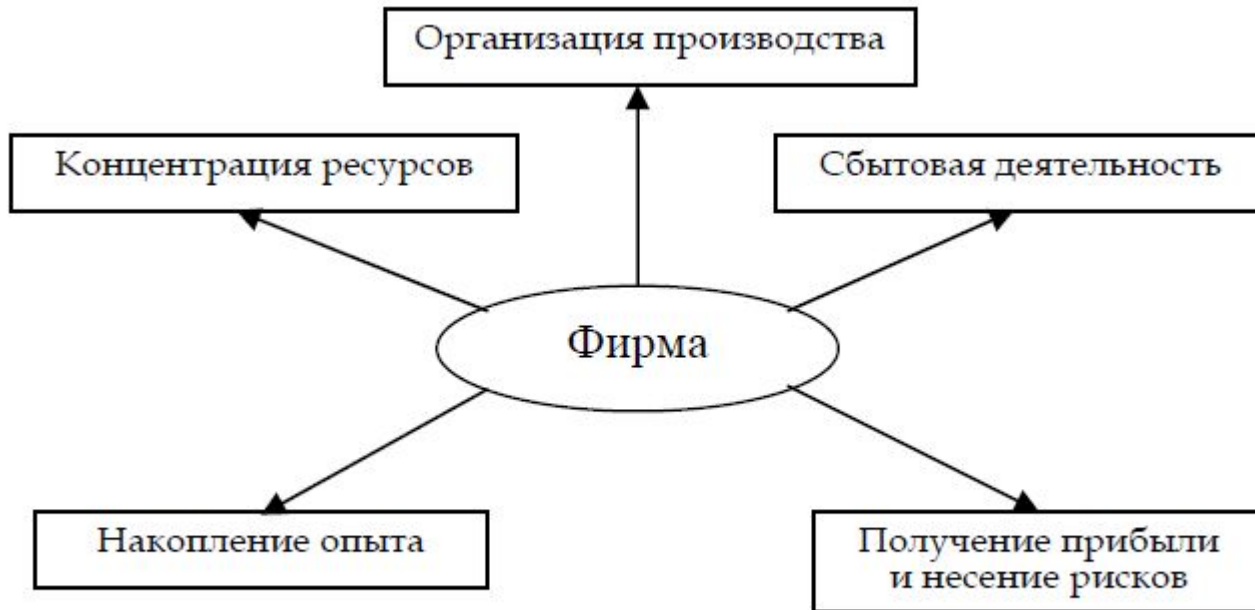 Организация производства
Концентрация ресурсов
Сбытовая деятельность
Фирма
Накопление опыта
Получение прибыли
и несение рисков